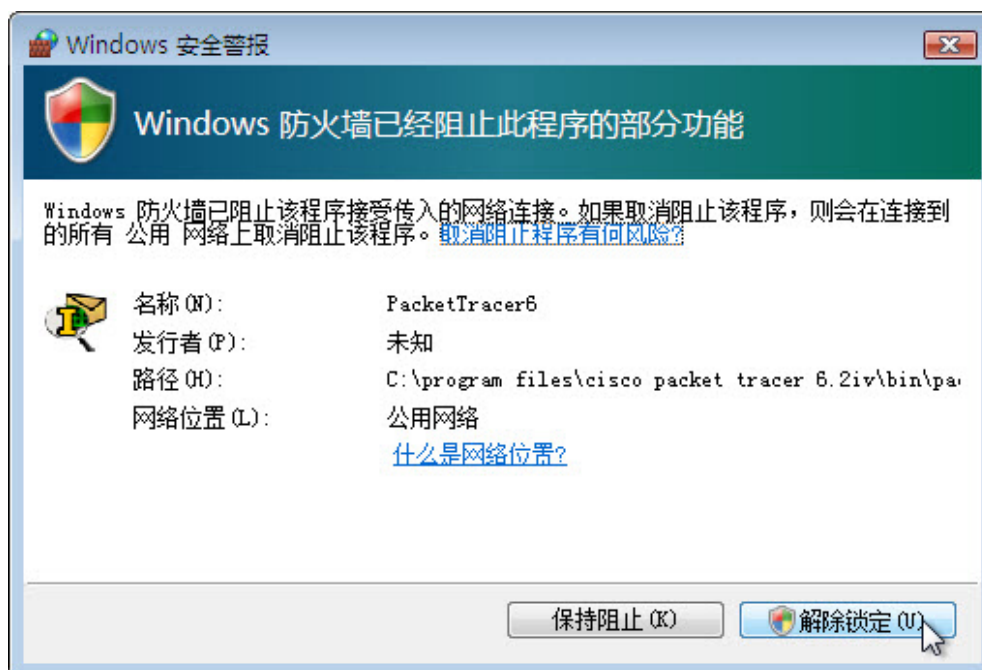 Windows 安全警报
Windows 防火墙已经阻止此程序的部分功能
Windows 防火墙已阻止该程序接受传入的网络连接。如果取消阻止该程序，则会在连接到
的所有 公用 网络上取消阻止该程序。取消阻止程序有何风险?
名称(N): PacketTracer6
发行者(P): 未知
路径(H): C:\program files\cisco packet tracer 6.2iv\bin\pa
网络位置(L): 公用网络
什么是网络位置?
保持阻止(K) 解除锁定(U)